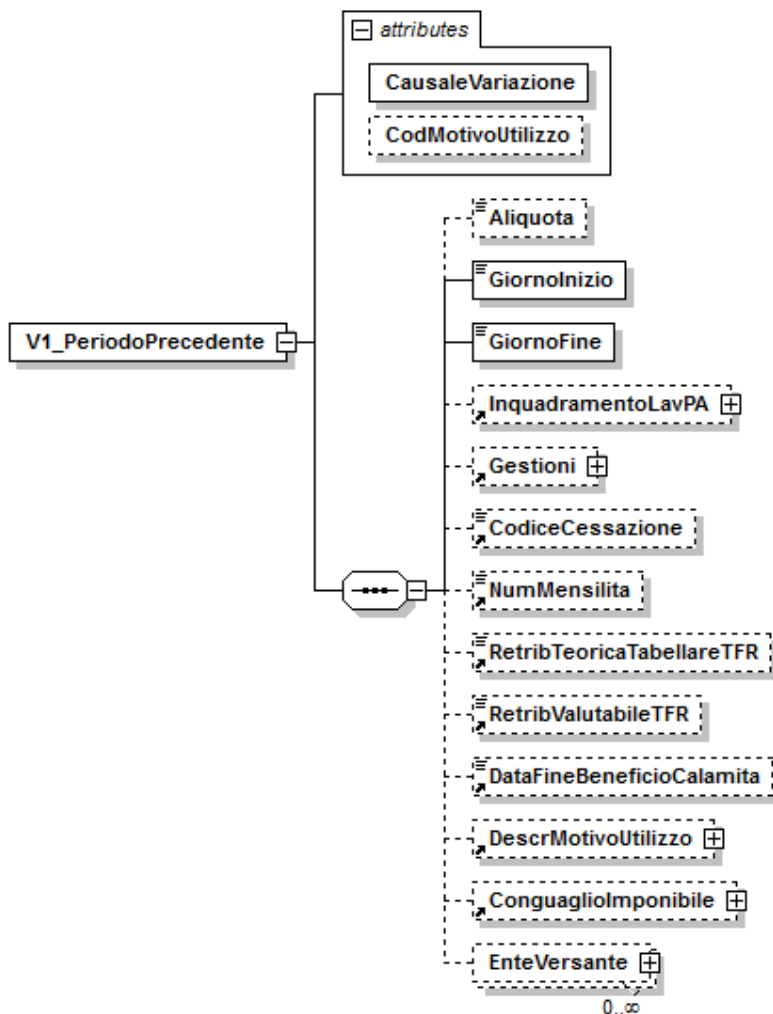 attributes
CausaleVariazione
CodMotivoUtilizzo
Aliquota
GiornoInizio
V1_PeriodoPrecedente
GiornoFine
InquadramentoLavPA
Gestioni
CodiceCessazione
NumMensilita
RetribTeoricaTabellareTFR
RetribValutabileTFR
DataFineBeneficioCalamita
DescrMotivoUtilizzo
ConguaglioImponibile
EnteVersante
0..∞